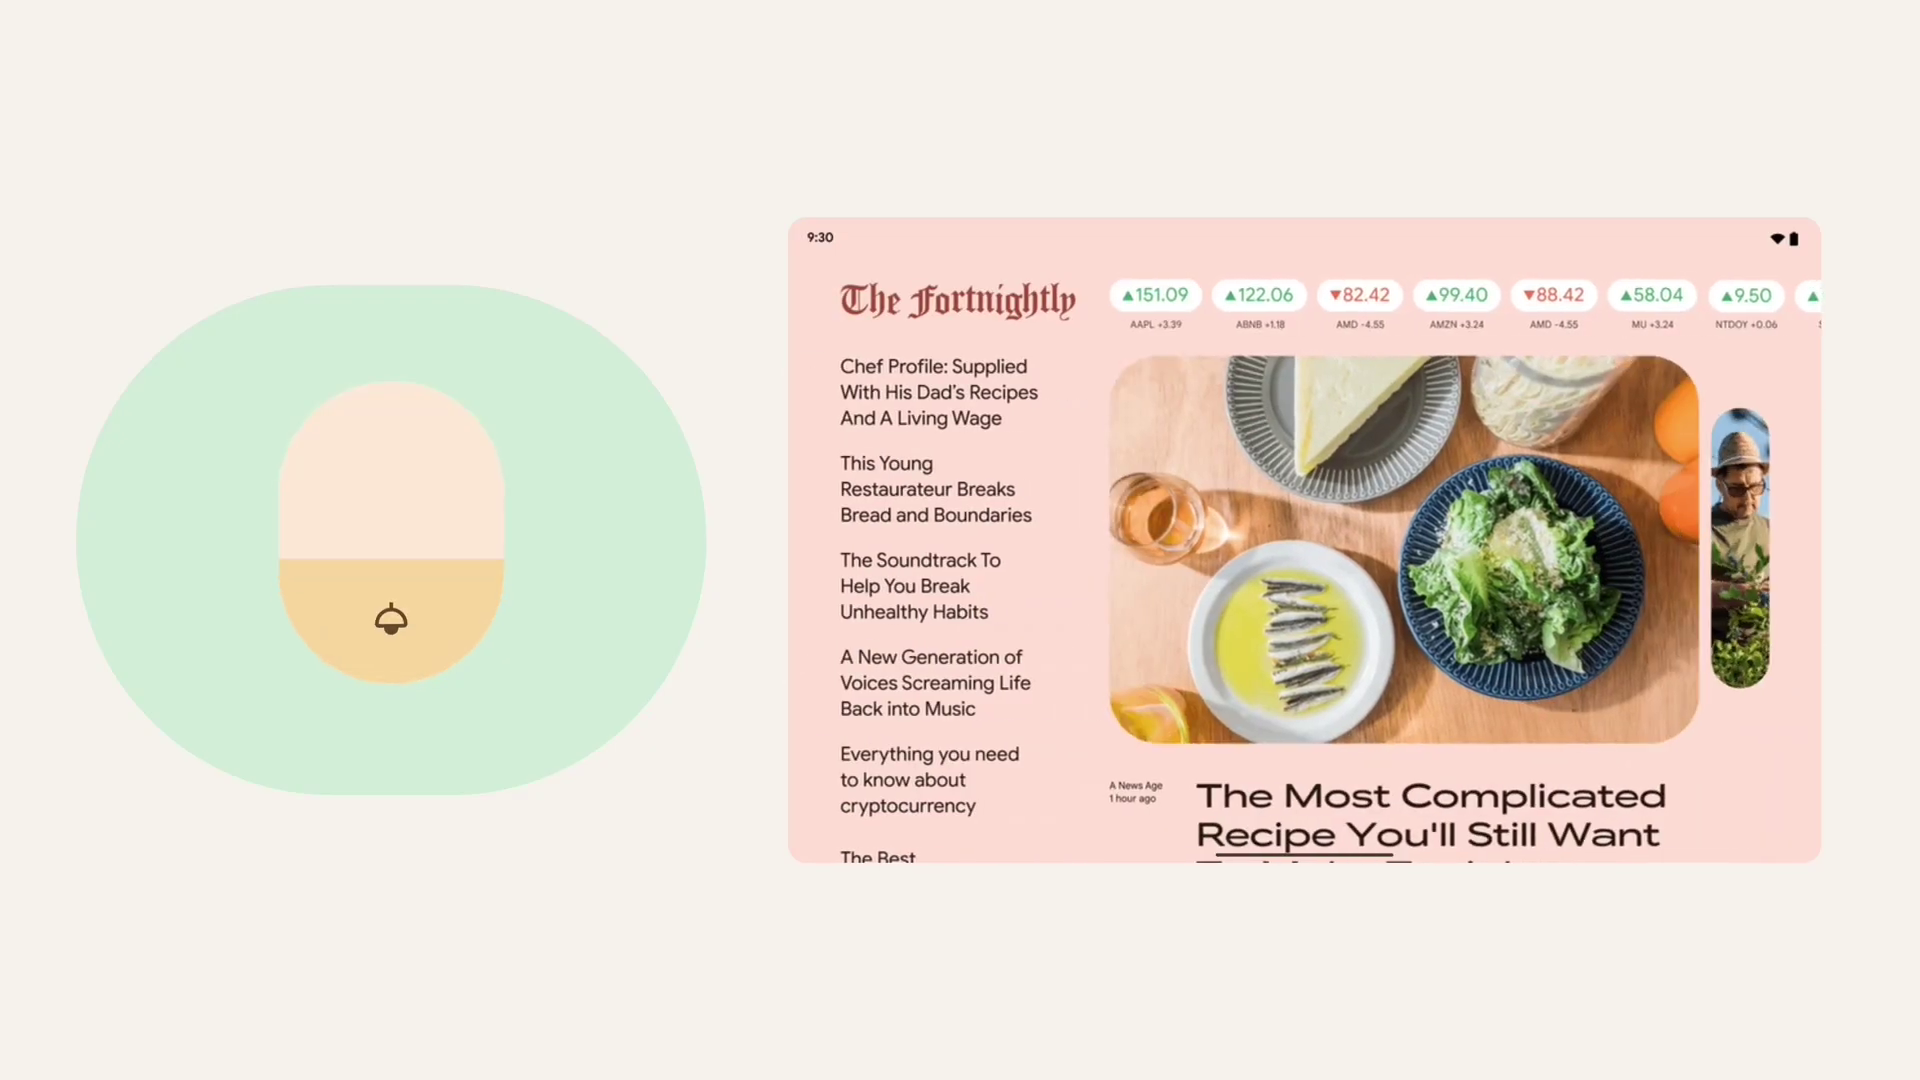 9:30
The Fortnightly
▲151.09
▲122.06
▼82.42
▲99.40
▼88.42
▲58.04
▲9.50
AAPL +3.39
ABNB +1.18
AMD -4.55
AMZN +3.24
AMD -4.55
MU +3.24
NTDOY +0.06
Chef Profile: Supplied
With His Dad's Recipes
And A Living Wage
This Young
Restaurateur Breaks
Bread and Boundaries
The Soundtrack To
Help You Break
Unhealthy Habits
A New Generation of
Voices Screaming Life
Back into Music
Everything you need
to know about
cryptocurrency
The Best
A News Age
1 hour ago
The Most Complicated
Recipe You'll Still Want